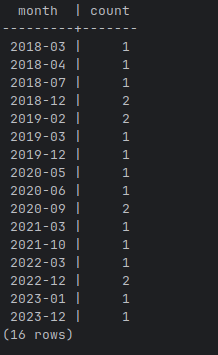 month | count
---------+-------
2018-03 | 1
2018-04 | 1
2018-07 | 1
2018-12 | 2
2019-02 | 2
2019-03 | 1
2019-12 | 1
2020-05 | 1
2020-06 | 1
2020-09 | 2
2021-03 | 1
2021-10 | 1
2022-03 | 1
2022-12 | 2
2023-01 | 1
2023-12 | 1
(16 rows)